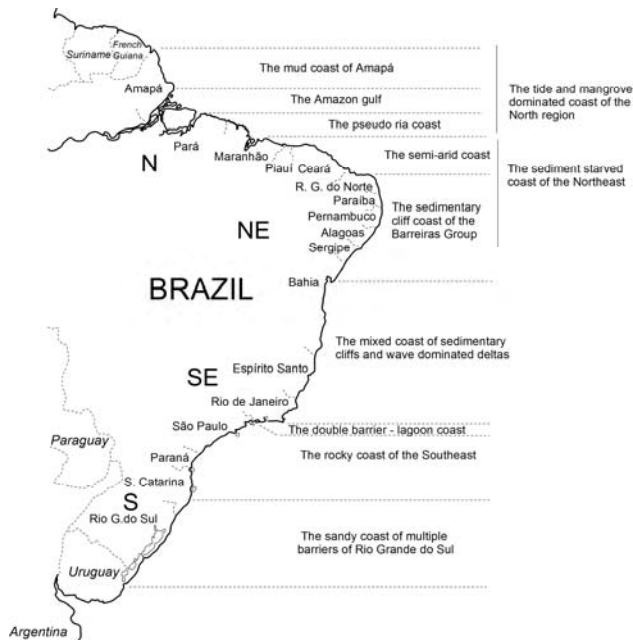 Suriname
French
Guiana
Amapá
The mud coast of Amapá
The Amazon gulf
The pseudo ria coast
The tide and mangrove
dominated coast of the
North region
Pará
Maranhão
Piauí
Ceará
The semi-arid coast
The sediment starved
coast of the Northeast
N
R. G. do Norte
Paraíba
Pernambuco
Alagoas
Sergipe
The sedimentary
cliff coast of the
Barreiras Group
NE
BRAZIL
Bahia
The mixed coast of sedimentary
cliffs and wave dominated deltas
Espírito Santo
SE
Rio de Janeiro
São Paulo
The double barrier - lagoon coast
Paraguay
Paraná
The rocky coast of the Southeast
S. Catarina
S
Rio G.do Sul
The sandy coast of multiple
barriers of Rio Grande do Sul
Uruguay
Argentina